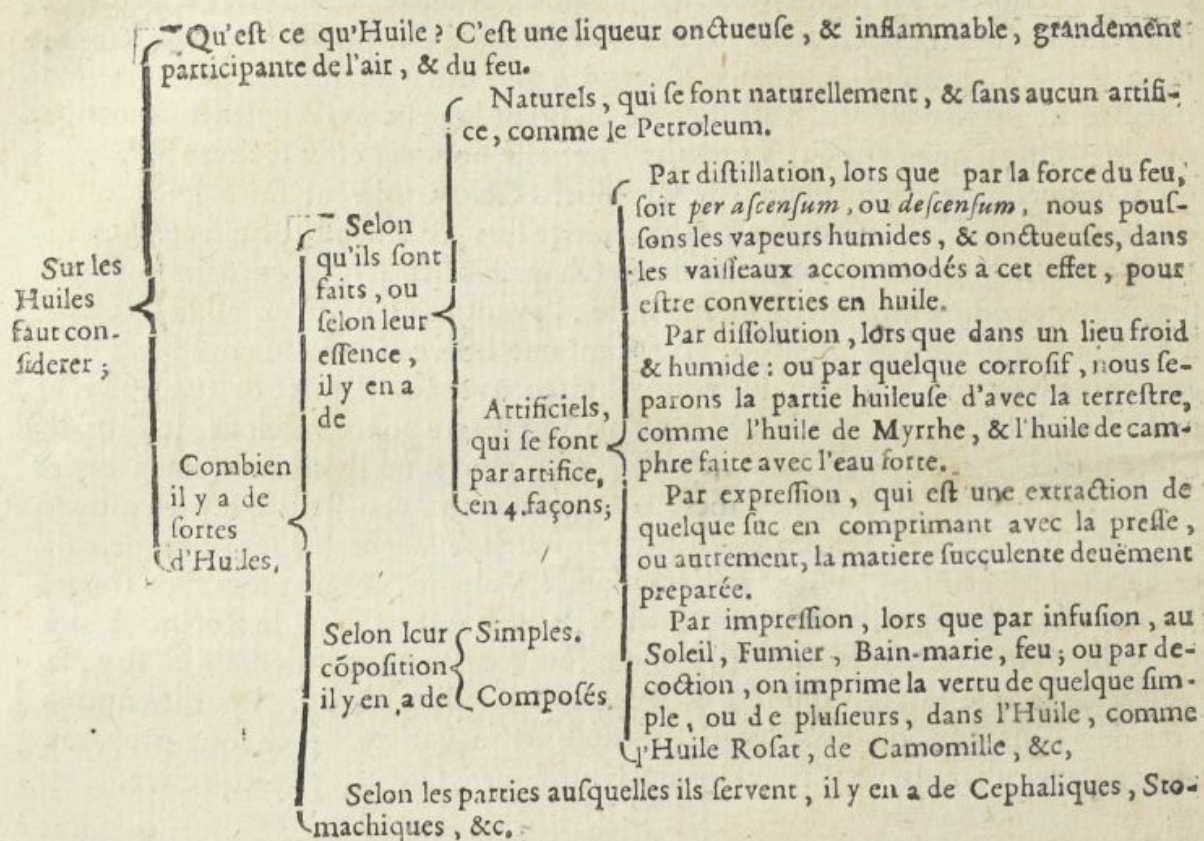 Qu'eſt ce qu'Huile ? C'eſt une liqueur onctueuſe, & inflammable, grandement
participante de l'air, & du feu.
Sur les
Huiles
faut con-
ſiderer ;
Combien
il y a de
ſortes
d'Huiles,
Selon
qu'ils ſont
faits, ou
ſelon leur
eſſence,
il y en a
de
Naturels, qui ſe font naturellement, & ſans aucun artifi-
ce, comme le Petroleum.
Artificiels,
qui ſe font
par artifice,
en 4. façons;
Par diſtillation, lors que par la force du feu,
ſoit per aſcenſum, ou deſcenſum, nous pouſ-
ſons les vapeurs humides, & onctueuſes, dans
les vaiſſeaux accommodés à cet effet, pour
eſtre converties en huile.
Par diſſolution, lors que dans un lieu froid
& humide : ou par quelque corroſif, nous ſe-
parons la partie huileuſe d'avec la terreſtre,
comme l'huile de Myrrhe, & l'huile de cam-
phre faite avec l'eau forte.
Par expreſſion, qui eſt une extraction de
quelque ſuc en comprimant avec la preſſe,
ou autrement, la matiere ſucculente deuëment
preparée.
Par impreſſion, lors que par infuſion, au
Soleil, Fumier, Bain-marie, feu ; ou par de-
coction, on imprime la vertu de quelque ſim-
ple, ou de pluſieurs, dans l'Huile, comme
l'Huile Roſat, de Camomille, &c,
Selon leur
cõpoſition
il y en a de
Simples.
Compoſés.
Selon les parties auſquelles ils ſervent, il y en a de Cephaliques, Sto-
machiques, &c.